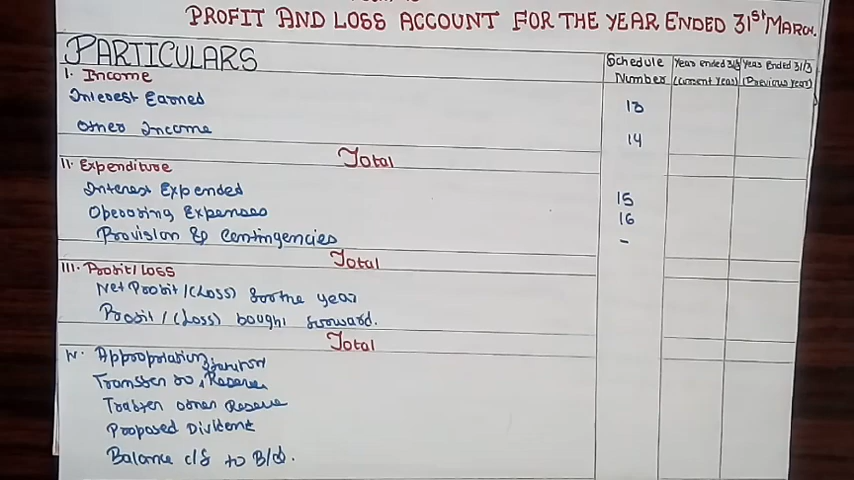 PROFIT AND LOSS ACCOUNT FOR THE YEAR ENDED 31st MARCH.
PARTICULARS
Schedule Number
Year ended 31/3 (Current Year)
Year Ended 31/3 (Previous Year)
I. Income
Interest Earned 13
Other Income 14
Total
II. Expenditure
Interest Expended 15
Operating Expenses 16
Provision & Contingencies -
Total
III. Profit/Loss
Net Profit/(Loss) for the year
Profit/(Loss) bought forward.
Total
IV. Appropriation
Transfer to statutory Reserve
Trasfer other Reserve
Proposed Dividend
Balance c/f to B/S.